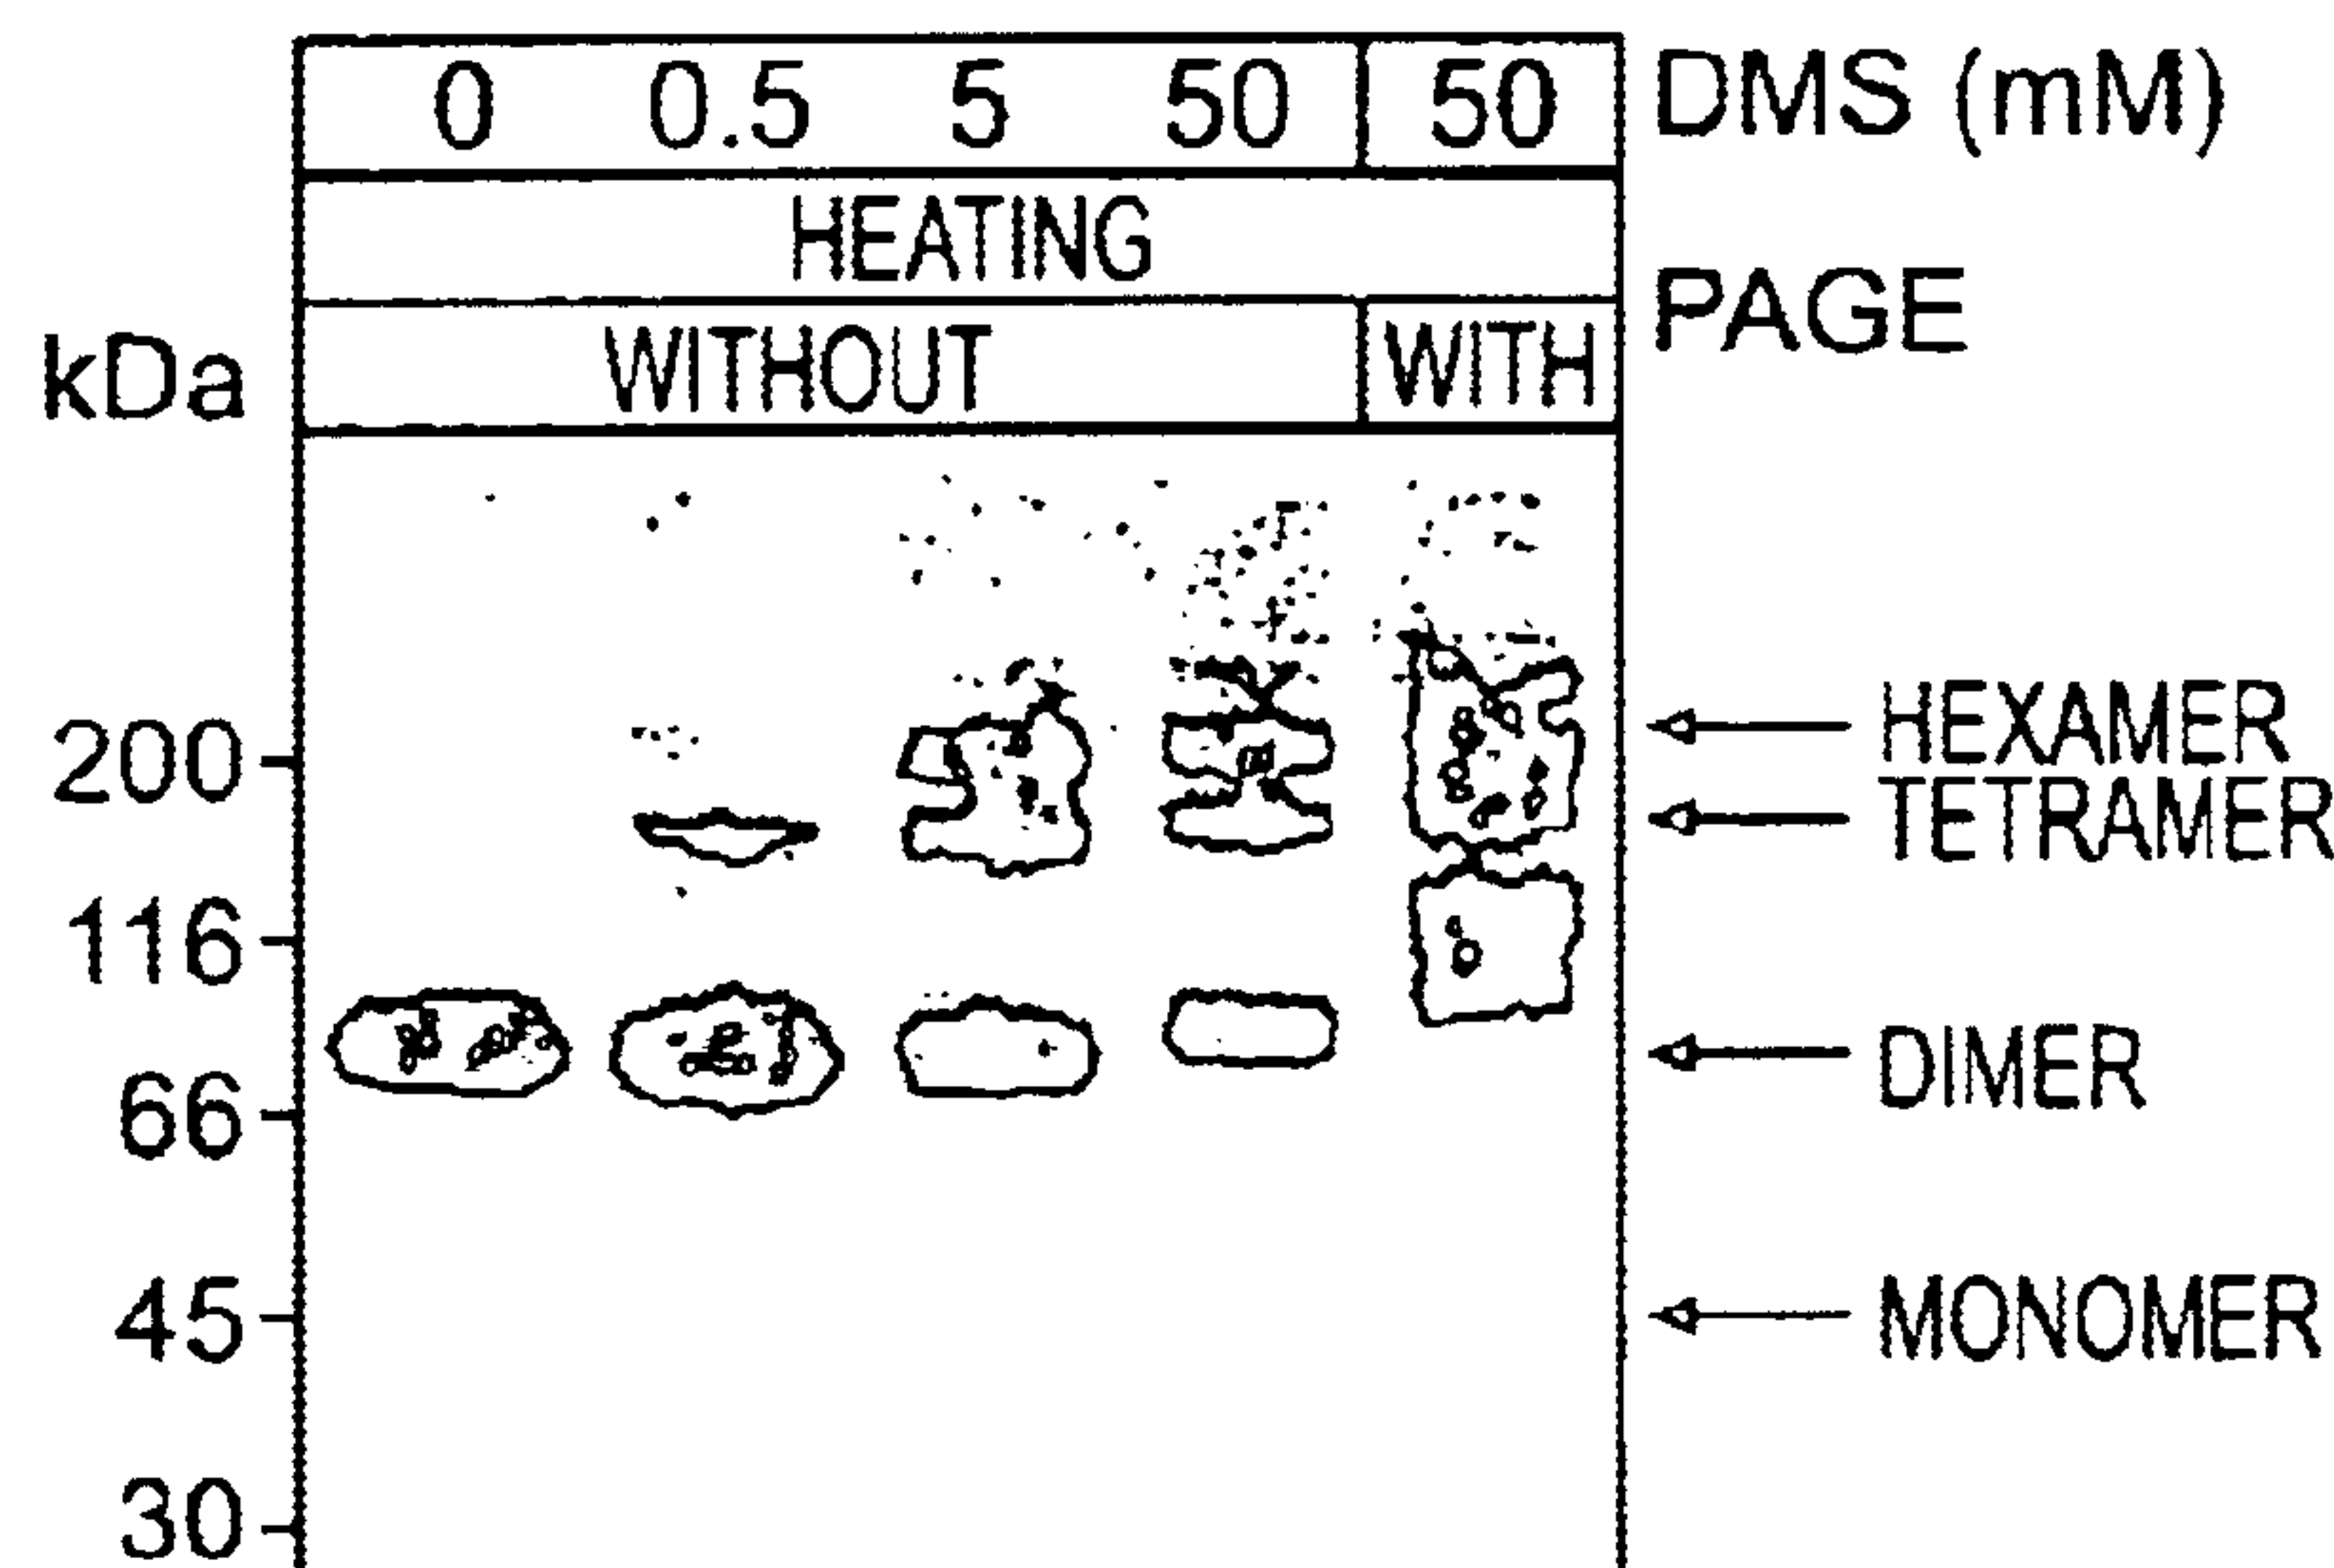 0 0.5 5 50 50 DMS (mM)
HEATING
PAGE
WITHOUT WITH
kDa
HEXAMER
200
TETRAMER
116
DIMER
66
45
MONOMER
30